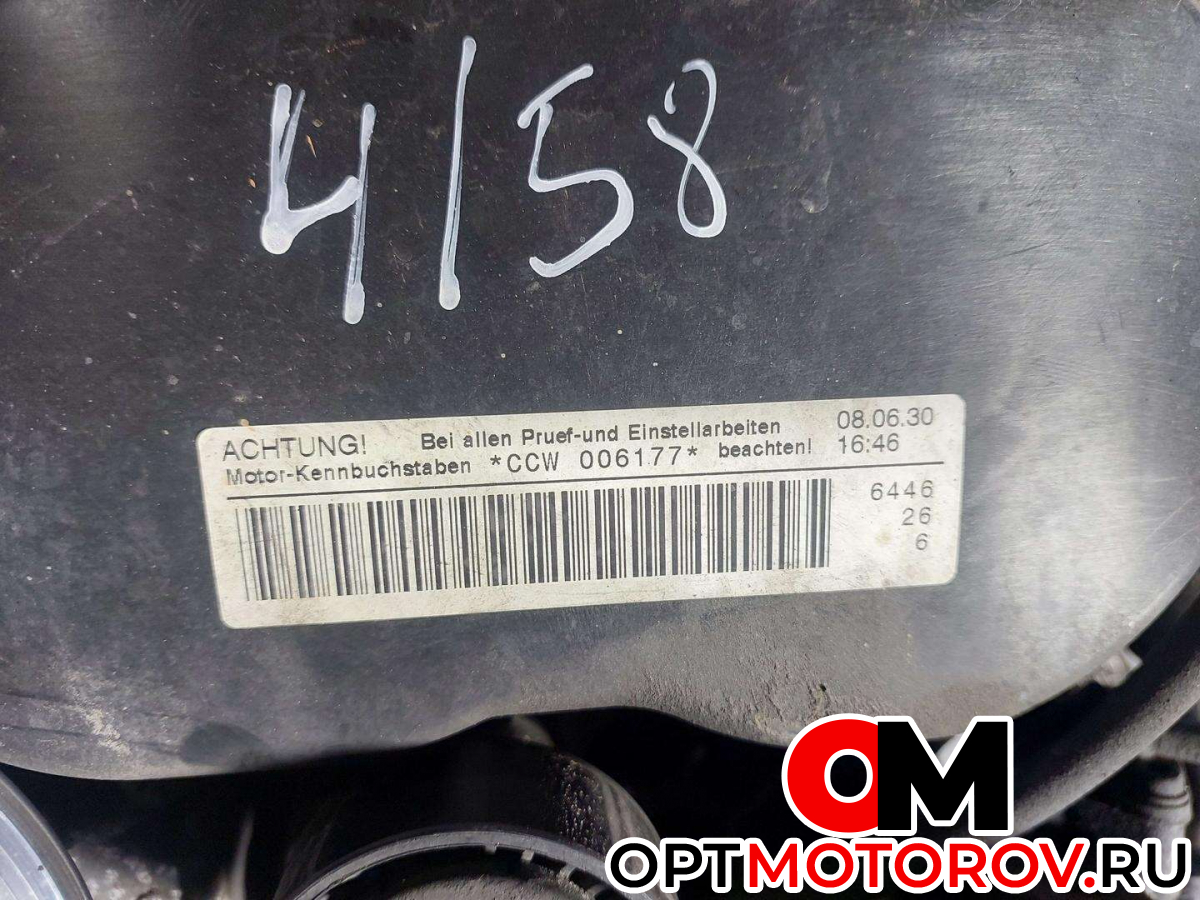 4/58
ACHTUNG! Bei allen Pruef-und Einstellarbeiten 08.06.30
Motor-Kennbuchstaben *CCW 006177* beachten! 16:46
6446
26
6
OM
OPTMOTOROV.RU